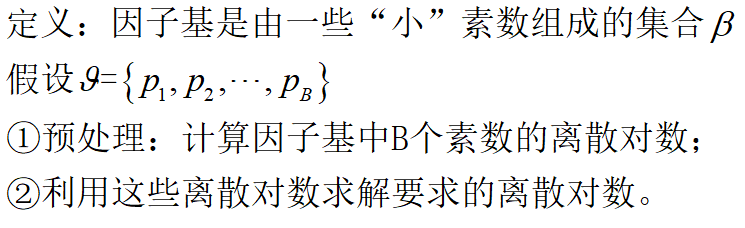 定义：因子基是由一些“小”素数组成的集合 β
假设 𝜗={p₁, p₂, ⋯, p_B}
①预处理：计算因子基中B个素数的离散对数；
②利用这些离散对数求解要求的离散对数。